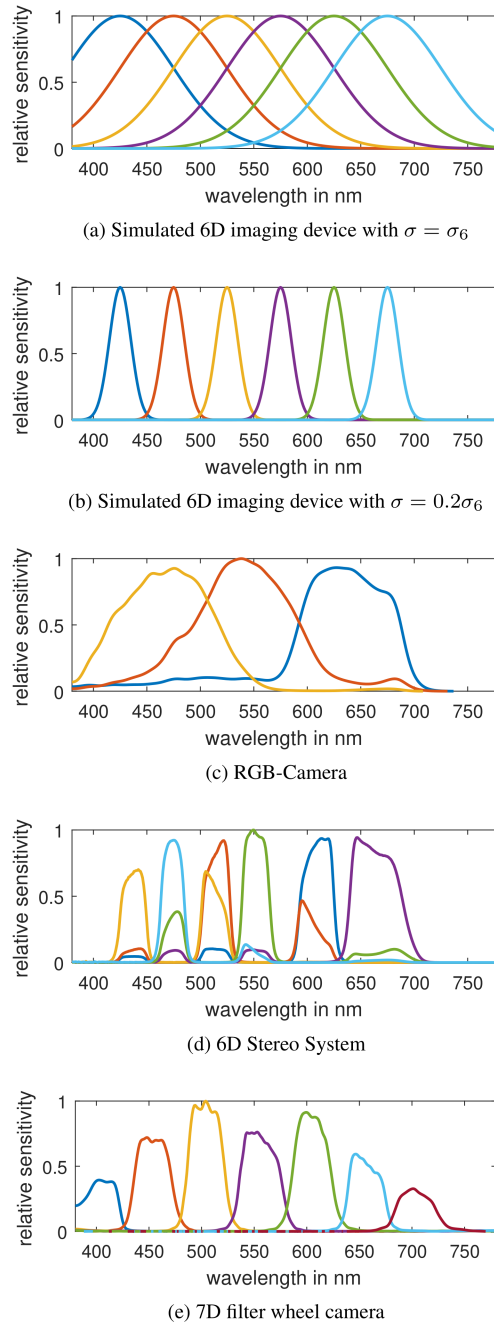 relative sensitivity
1
0.5
0
400 450 500 550 600 650 700 750
wavelength in nm
(a) Simulated 6D imaging device with σ = σ₆
relative sensitivity
1
0.5
0
400 450 500 550 600 650 700 750
wavelength in nm
(b) Simulated 6D imaging device with σ = 0.2σ₆
relative sensitivity
1
0.5
0
400 450 500 550 600 650 700 750
wavelength in nm
(c) RGB-Camera
relative sensitivity
1
0.5
0
400 450 500 550 600 650 700 750
wavelength in nm
(d) 6D Stereo System
relative sensitivity
1
0.5
0
400 450 500 550 600 650 700 750
wavelength in nm
(e) 7D filter wheel camera